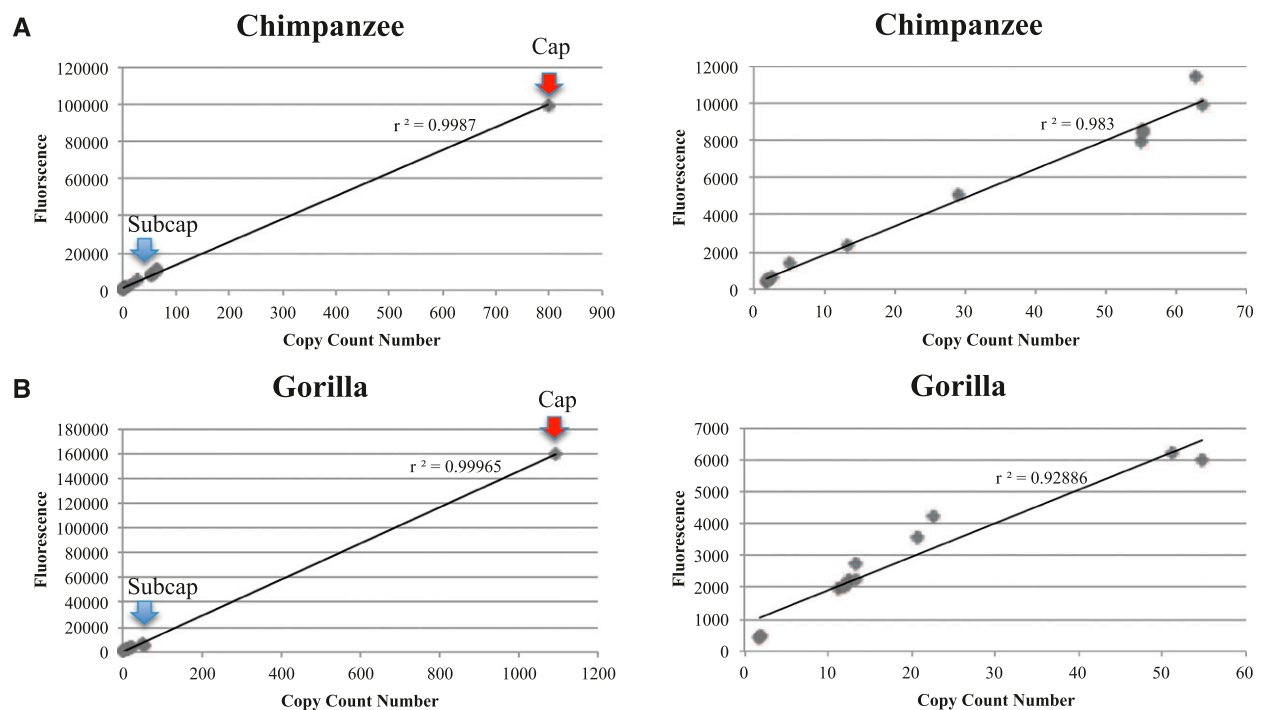 A
Chimpanzee
Cap
120000
100000
80000
60000
40000
20000
0
Fluorscence
r² = 0.9987
Subcap
0 100 200 300 400 500 600 700 800 900
Copy Count Number
Chimpanzee
12000
10000
8000
6000
4000
2000
0
Fluorescence
r² = 0.983
0 10 20 30 40 50 60 70
Copy Count Number
B
Gorilla
Cap
180000
160000
140000
120000
100000
80000
60000
40000
20000
0
Fluorescence
r² = 0.99965
Subcap
0 200 400 600 800 1000 1200
Copy Count Number
Gorilla
7000
6000
5000
4000
3000
2000
1000
0
Fluorescence
r² = 0.92886
0 10 20 30 40 50 60
Copy Count Number